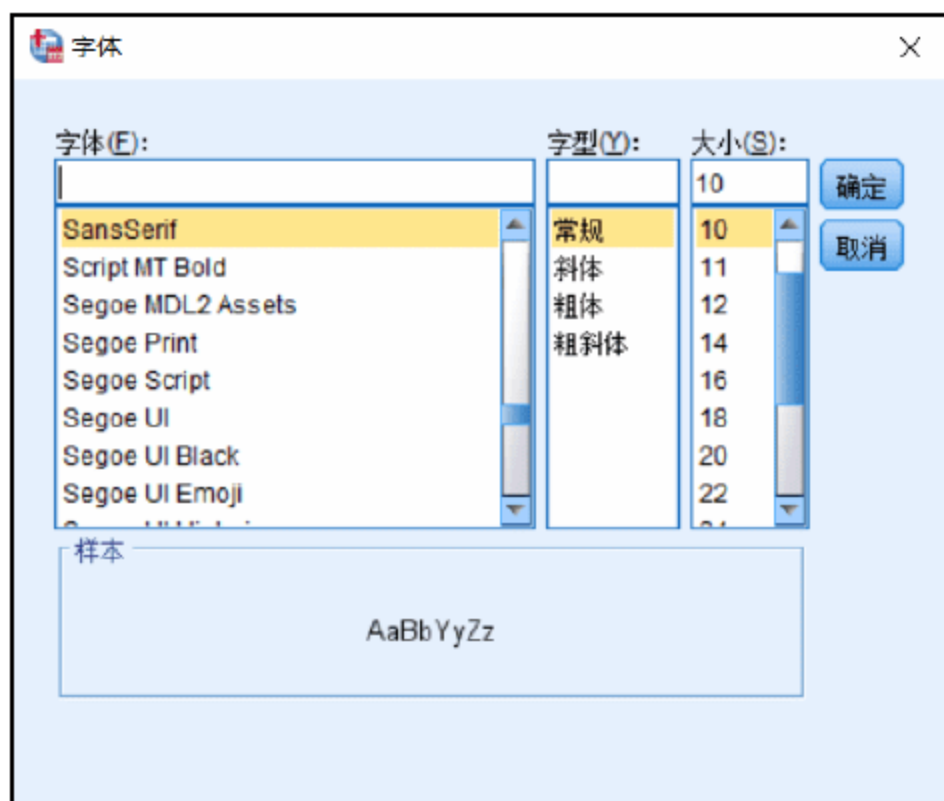 字体
字体(F):
字型(Y):
大小(S):
10
确定
取消
SansSerif
Script MT Bold
Segoe MDL2 Assets
Segoe Print
Segoe Script
Segoe UI
Segoe UI Black
Segoe UI Emoji
常规
斜体
粗体
粗斜体
10
11
12
14
16
18
20
22
样本
AaBbYyZz